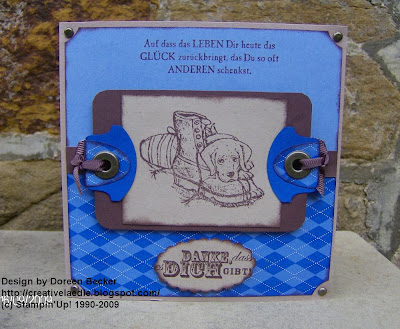 Auf dass das LEBEN Dir heute das
GLÜCK zurückbringt, das Du so oft
ANDEREN schenkst.
DANKE, dass
es DICH GIBT!
Design by Doreen Becker
http://creativelaedle.blogspot.com/
(c) Stampin'Up! 1990-2009